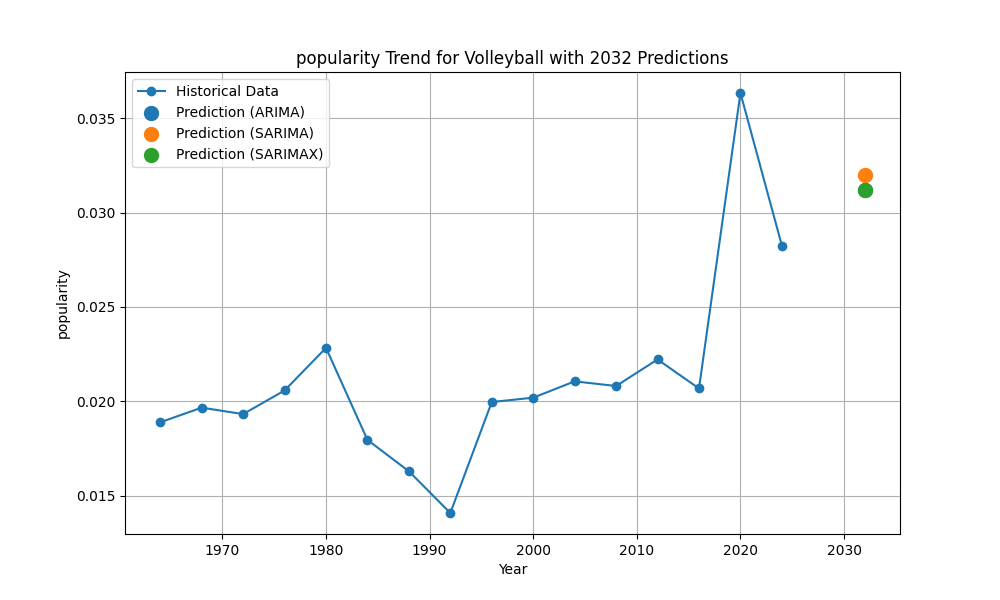 popularity Trend for Volleyball with 2032 Predictions
Historical Data
Prediction (ARIMA)
Prediction (SARIMA)
Prediction (SARIMAX)
popularity
0.035
0.030
0.025
0.020
0.015
1970 1980 1990 2000 2010 2020 2030
Year